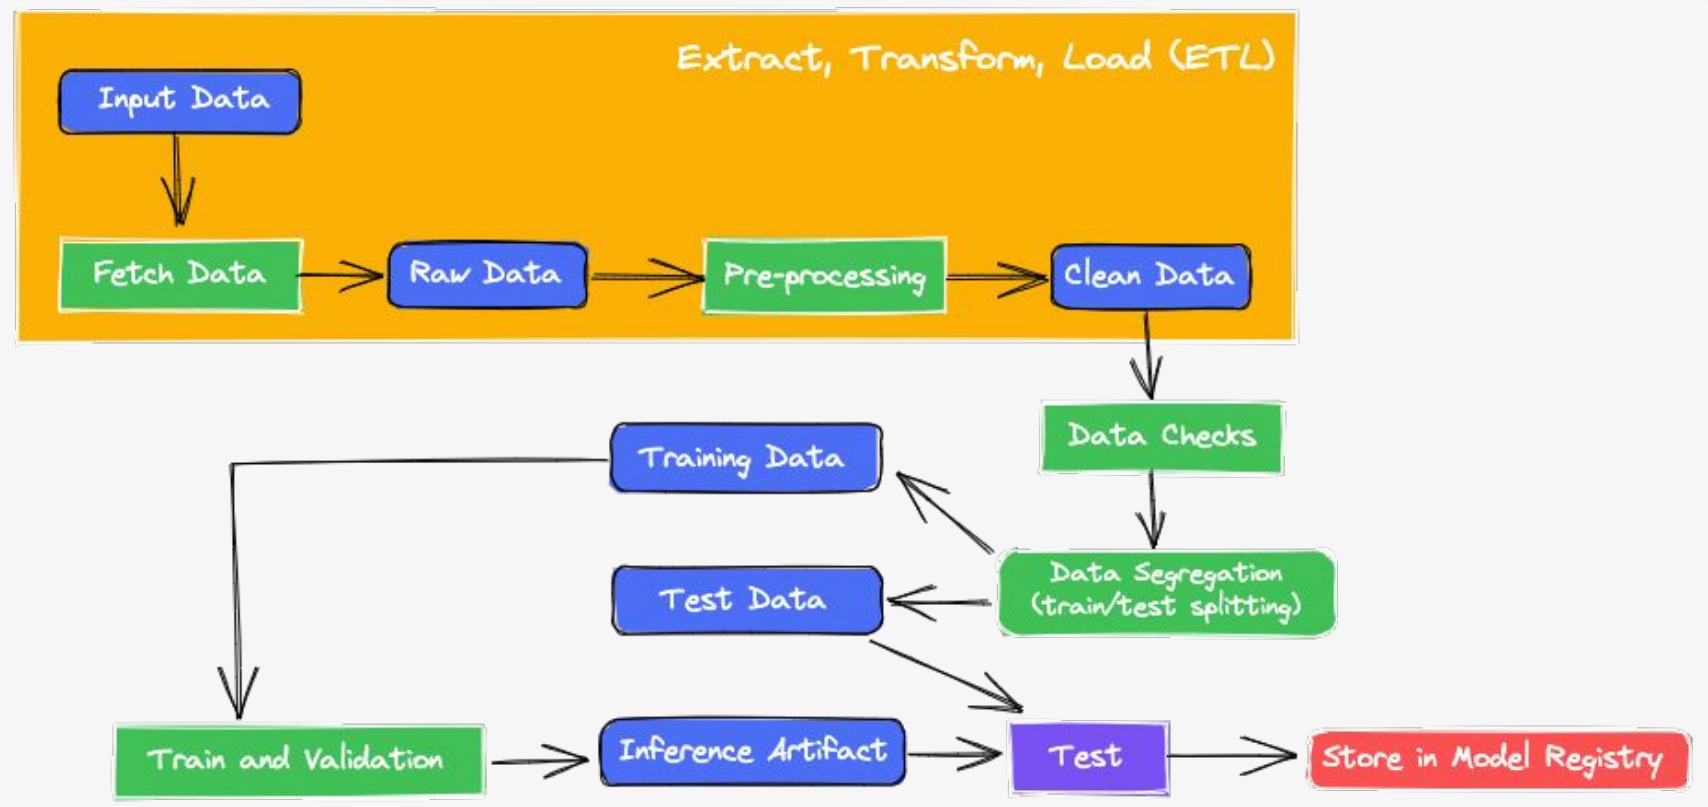 Extract, Transform, Load (ETL)
Input Data
Fetch Data
Raw Data
Pre-processing
Clean Data
Data Checks
Training Data
Data Segregation
(train/test splitting)
Test Data
Train and Validation
Inference Artifact
Test
Store in Model Registry